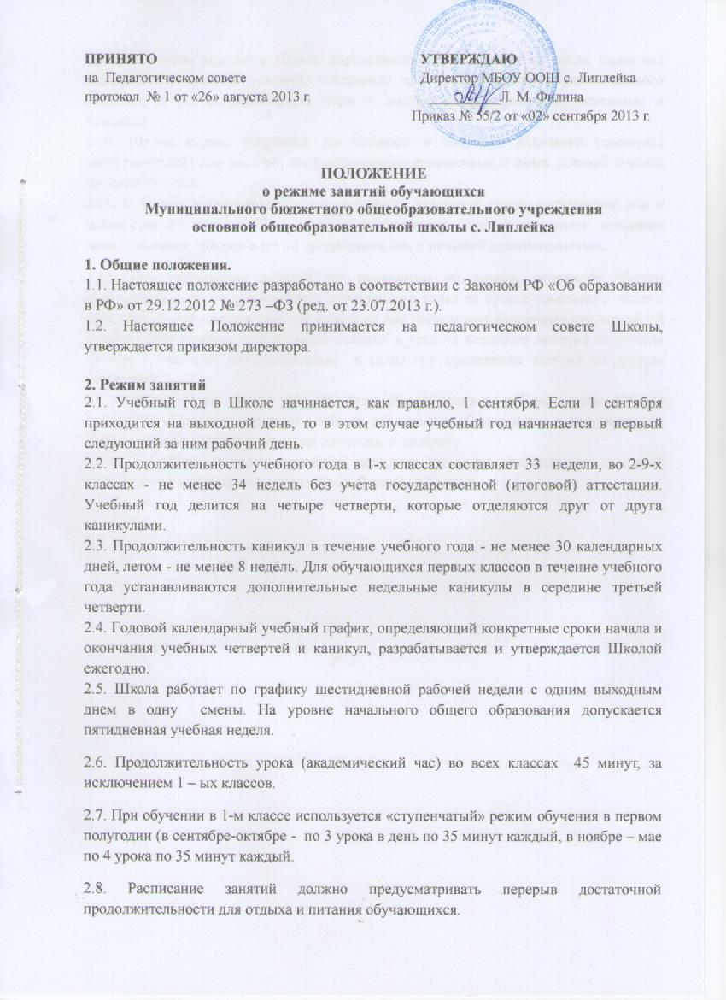 ПРИНЯТО
на Педагогическом совете
протокол № 1 от «26» августа 2013 г.
УТВЕРЖДАЮ
Директор МБОУ ООШ с. Липлейка
__________Л. М. Филина
Приказ № 55/2 от «02» сентября 2013 г.
ПОЛОЖЕНИЕ
о режиме занятий обучающихся
Муниципального бюджетного общеобразовательного учреждения
основной общеобразовательной школы с. Липлейка
1. Общие положения.
1.1. Настоящее положение разработано в соответствии с Законом РФ «Об образовании
в РФ» от 29.12.2012 № 273 –ФЗ (ред. от 23.07.2013 г.).
1.2. Настоящее Положение принимается на педагогическом совете Школы,
утверждается приказом директора.
2. Режим занятий
2.1. Учебный год в Школе начинается, как правило, 1 сентября. Если 1 сентября
приходится на выходной день, то в этом случае учебный год начинается в первый
следующий за ним рабочий день.
2.2. Продолжительность учебного года в 1-х классах составляет 33 недели, во 2-9-х
классах - не менее 34 недель без учета государственной (итоговой) аттестации.
Учебный год делится на четыре четверти, которые отделяются друг от друга
каникулами.
2.3. Продолжительность каникул в течение учебного года - не менее 30 календарных
дней, летом - не менее 8 недель. Для обучающихся первых классов в течение учебного
года устанавливаются дополнительные недельные каникулы в середине третьей
четверти.
2.4. Годовой календарный учебный график, определяющий конкретные сроки начала и
окончания учебных четвертей и каникул, разрабатывается и утверждается Школой
ежегодно.
2.5. Школа работает по графику шестидневной рабочей недели с одним выходным
днем в одну смены. На уровне начального общего образования допускается
пятидневная учебная неделя.
2.6. Продолжительность урока (академический час) во всех классах 45 минут, за
исключением 1 – ых классов.
2.7. При обучении в 1-м классе используется «ступенчатый» режим обучения в первом
полугодии (в сентябре-октябре - по 3 урока в день по 35 минут каждый, в ноябре – мае
по 4 урока по 35 минут каждый.
2.8. Расписание занятий должно предусматривать перерыв достаточной
продолжительности для отдыха и питания обучающихся.